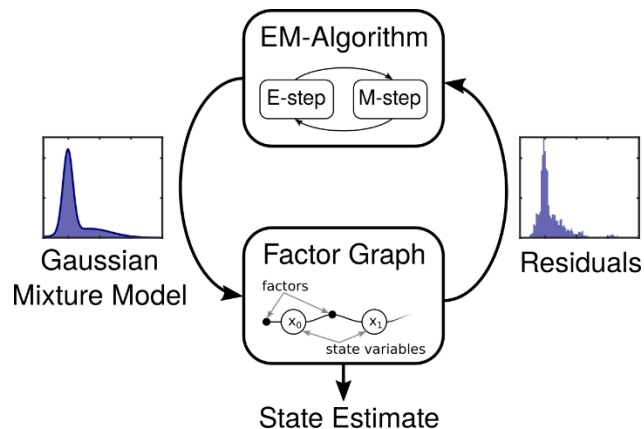 EM-Algorithm
E-step
M-step
Gaussian
Mixture Model
Residuals
Factor Graph
factors
x0
x1
state variables
State Estimate